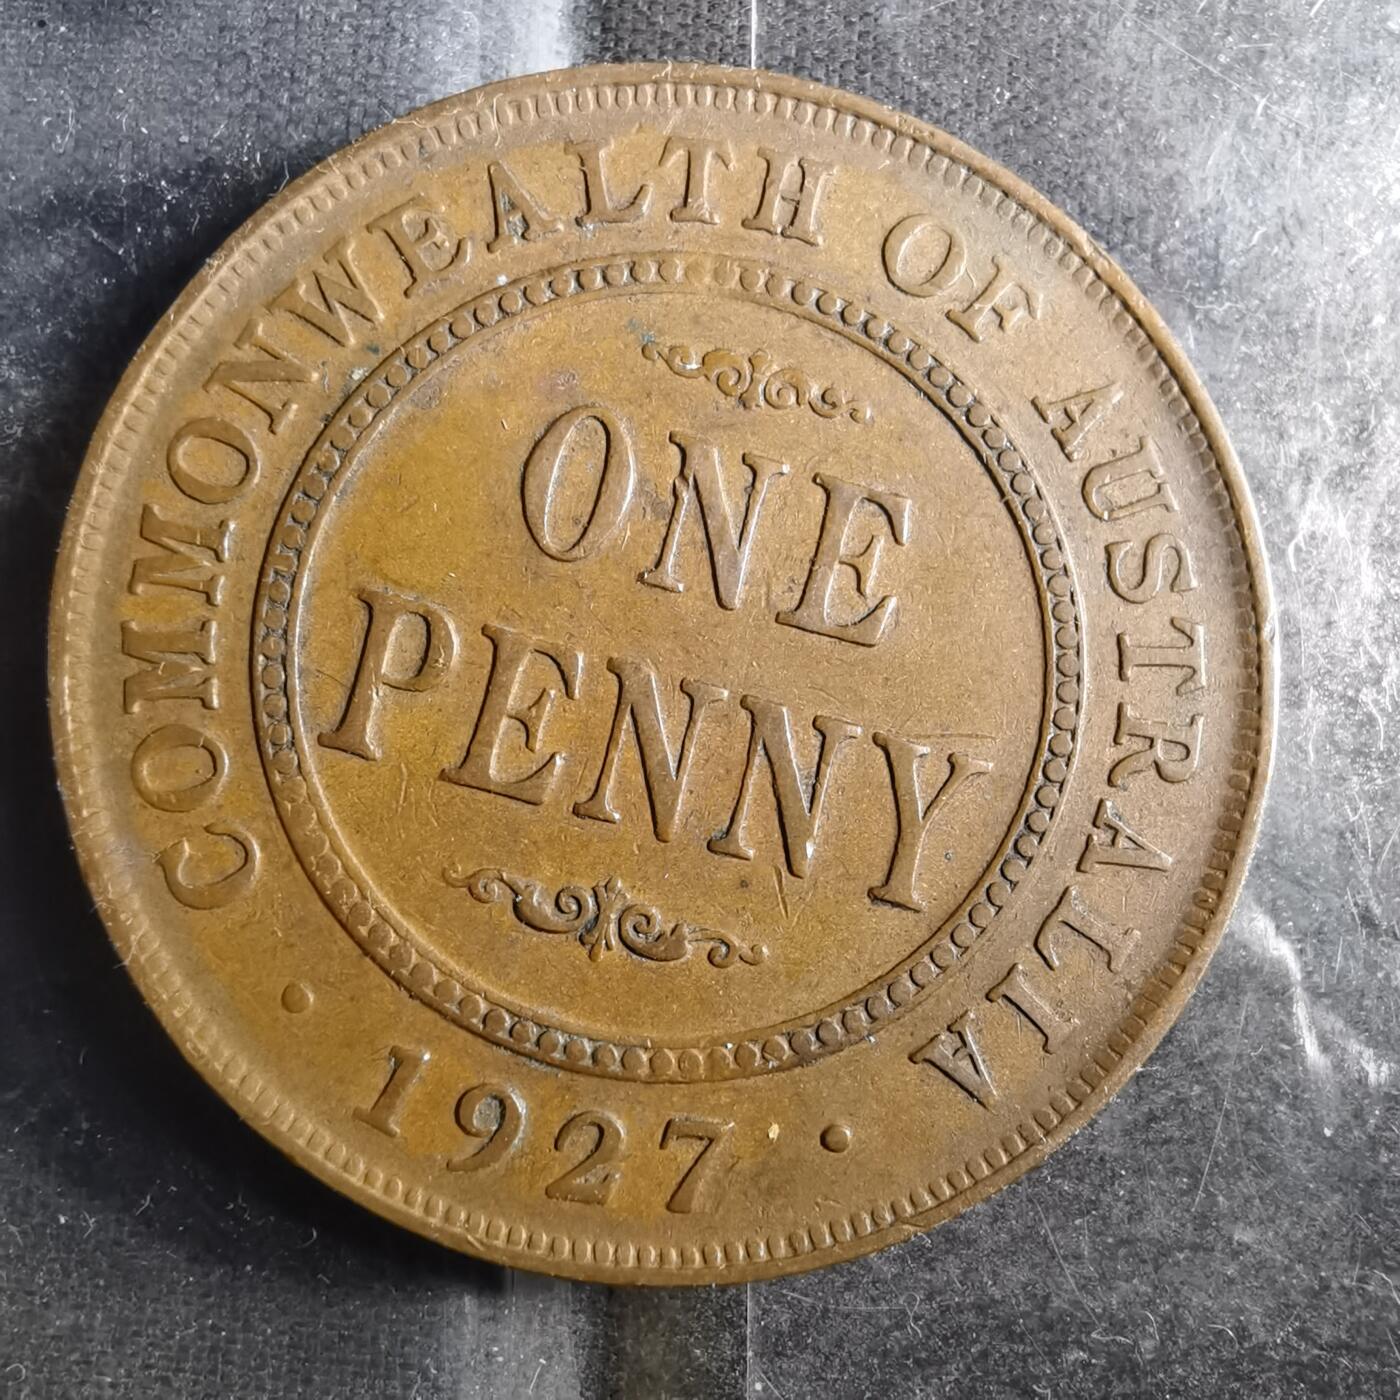 COMMONWEALTH OF AUSTRALIA
ONE
PENNY
· 1927 ·